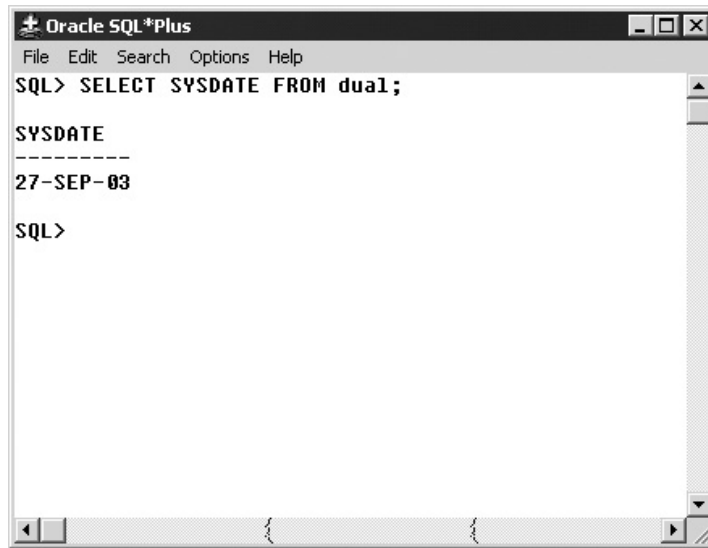 Oracle SQL*Plus
File Edit Search Options Help
SQL> SELECT SYSDATE FROM dual;
SYSDATE
---------
27-SEP-03
SQL>